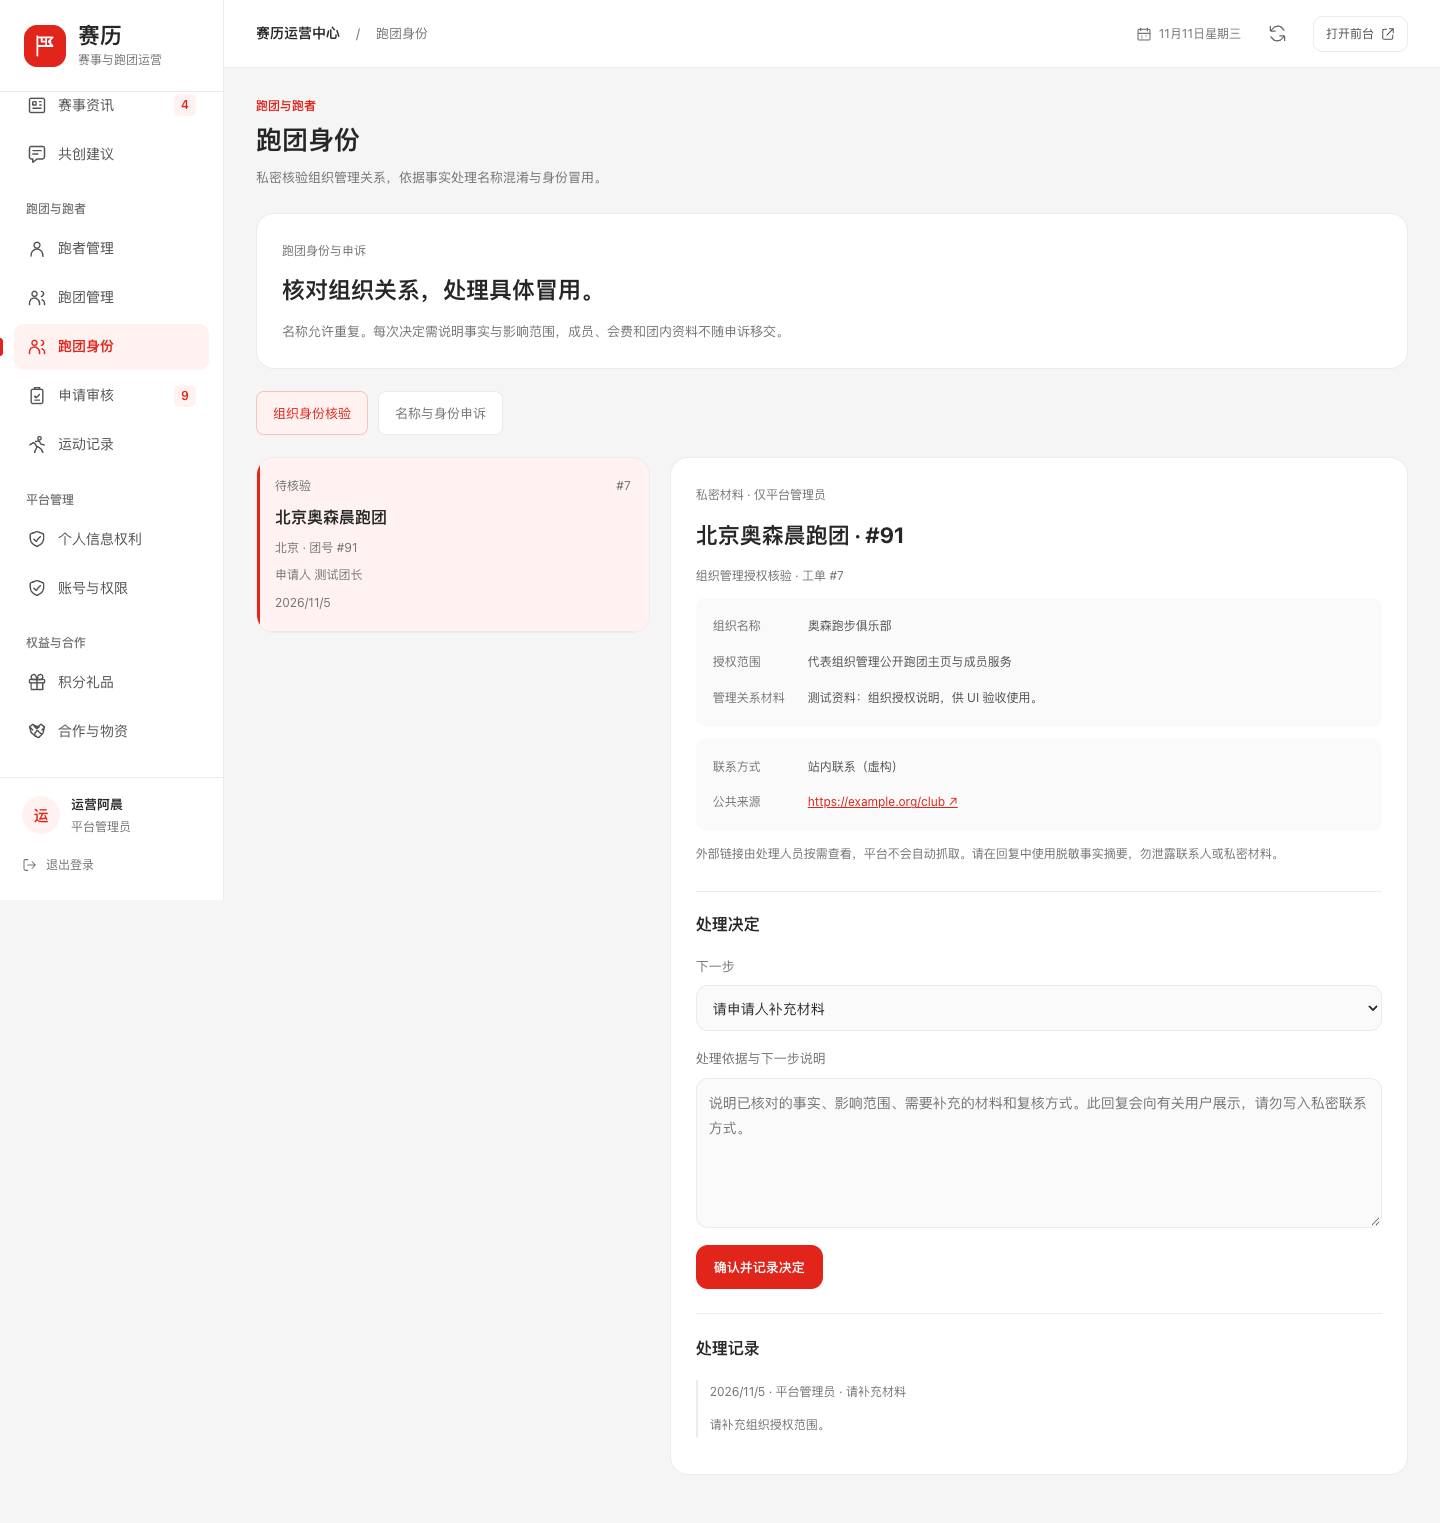 赛历
赛事与跑团运营
赛事资讯 4
共创建议
跑团与跑者
跑者管理
跑团管理
跑团身份
申请审核 9
运动记录
平台管理
个人信息权利
账号与权限
权益与合作
积分礼品
合作与物资
运 运营阿晨
平台管理员
退出登录
赛历运营中心 / 跑团身份
11月11日星期三
打开前台
跑团与跑者
跑团身份
私密核验组织管理关系，依据事实处理名称混淆与身份冒用。
跑团身份与申诉
核对组织关系，处理具体冒用。
名称允许重复。每次决定需说明事实与影响范围，成员、会费和团内资料不随申诉移交。
组织身份核验 名称与身份申诉
待核验 #7
北京奥森晨跑团
北京 · 团号 #91
申请人 测试团长
2026/11/5
私密材料 · 仅平台管理员
北京奥森晨跑团 · #91
组织管理授权核验 · 工单 #7
组织名称 奥森跑步俱乐部
授权范围 代表组织管理公开跑团主页与成员服务
管理关系材料 测试资料：组织授权说明，供 UI 验收使用。
联系方式 站内联系（虚构）
公共来源 https://example.org/club ↗
外部链接由处理人员按需查看，平台不会自动抓取。请在回复中使用脱敏事实摘要，勿泄露联系人或私密材料。
处理决定
下一步
请申请人补充材料
处理依据与下一步说明
说明已核对的事实、影响范围、需要补充的材料和复核方式。此回复会向有关用户展示，请勿写入私密联系
方式。
确认并记录决定
处理记录
2026/11/5 · 平台管理员 · 请补充材料
请补充组织授权范围。